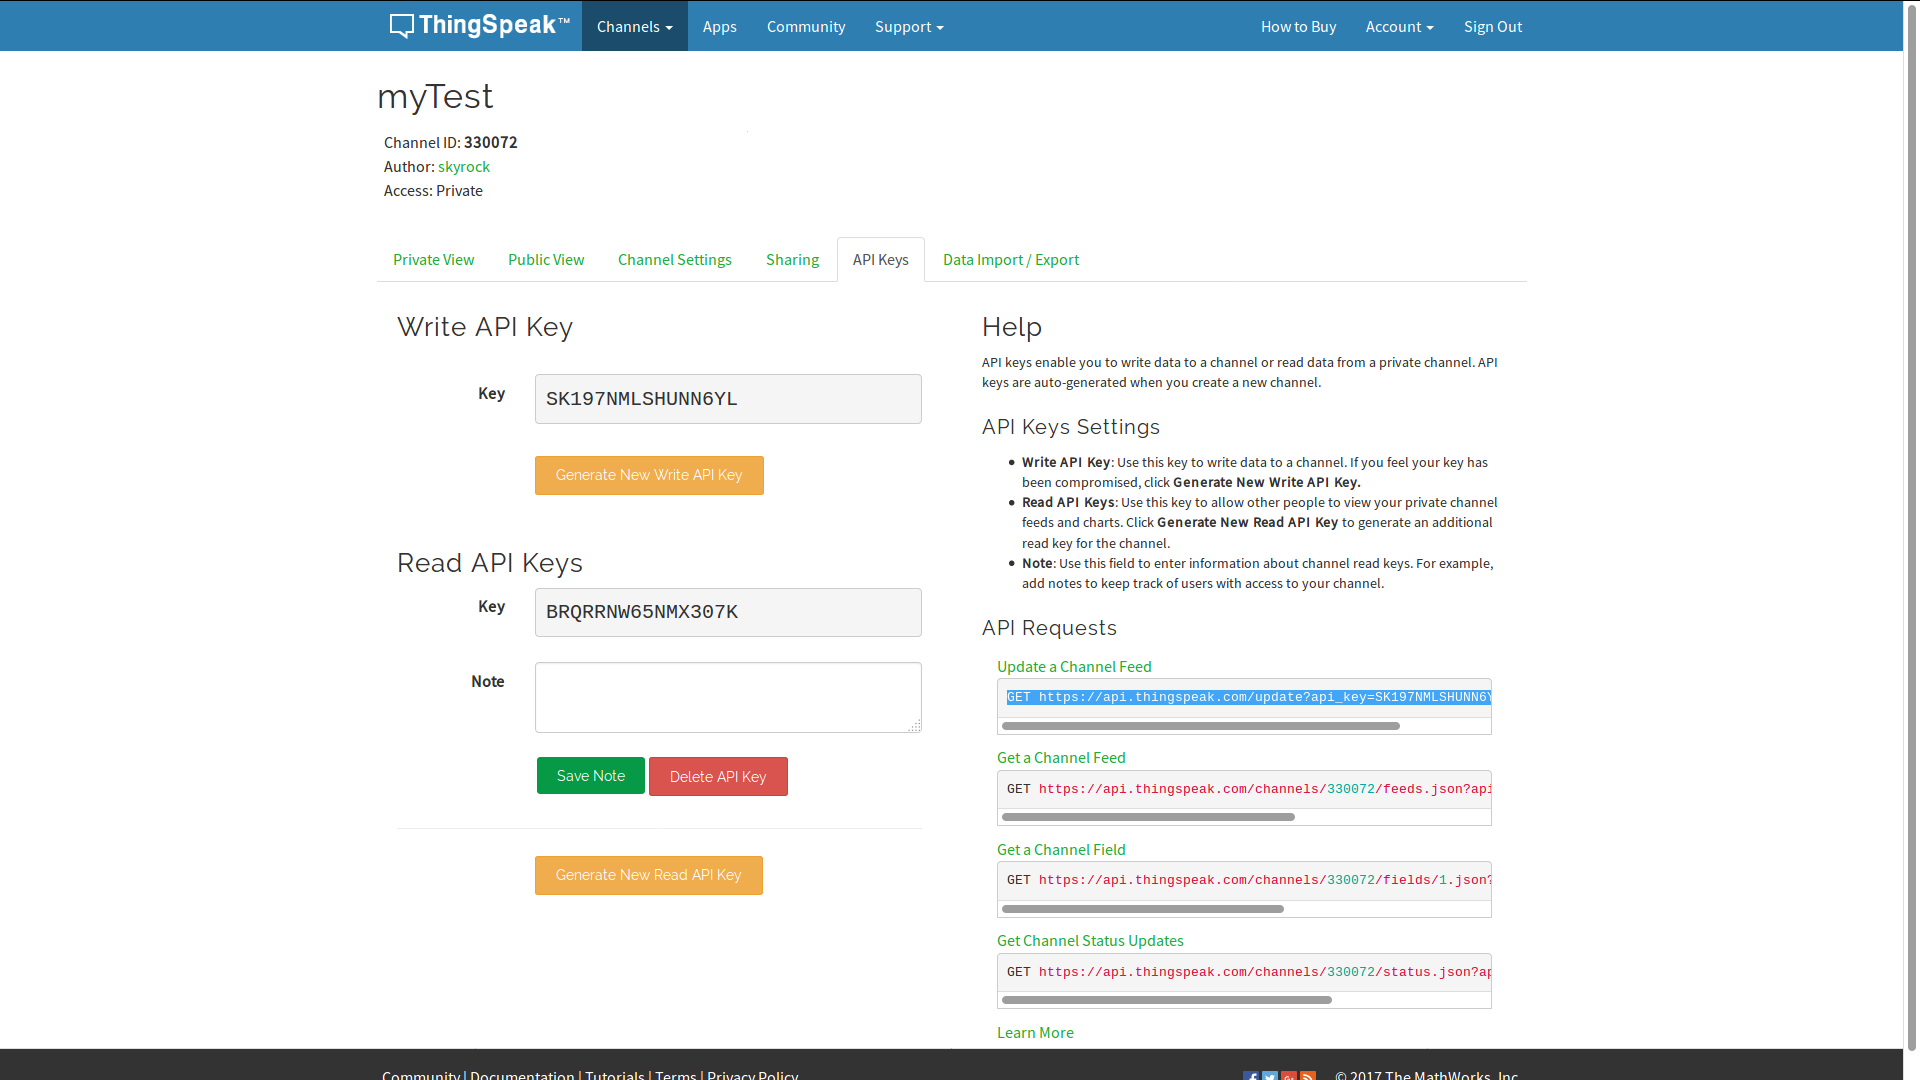 ThingSpeak™ Channels Apps Community Support How to Buy Account Sign Out
myTest
Channel ID: 330072
Author: skyrock
Access: Private
Private View Public View Channel Settings Sharing API Keys Data Import / Export
Write API Key
Key SK197NMLSHUNN6YL
Generate New Write API Key
Read API Keys
Key BRQRRNW65NMX307K
Note
Save Note Delete API Key
Generate New Read API Key
Help
API keys enable you to write data to a channel or read data from a private channel. API
keys are auto-generated when you create a new channel.
API Keys Settings
• Write API Key: Use this key to write data to a channel. If you feel your key has
been compromised, click Generate New Write API Key.
• Read API Keys: Use this key to allow other people to view your private channel
feeds and charts. Click Generate New Read API Key to generate an additional
read key for the channel.
• Note: Use this field to enter information about channel read keys. For example,
add notes to keep track of users with access to your channel.
API Requests
Update a Channel Feed
GET https://api.thingspeak.com/update?api_key=SK197NMLSHUNN6Y
Get a Channel Feed
GET https://api.thingspeak.com/channels/330072/feeds.json?api
Get a Channel Field
GET https://api.thingspeak.com/channels/330072/fields/1.json?
Get Channel Status Updates
GET https://api.thingspeak.com/channels/330072/status.json?ap
Learn More
Community | Documentation | Tutorials | Terms | Privacy Policy © 2017 The MathWorks, Inc.